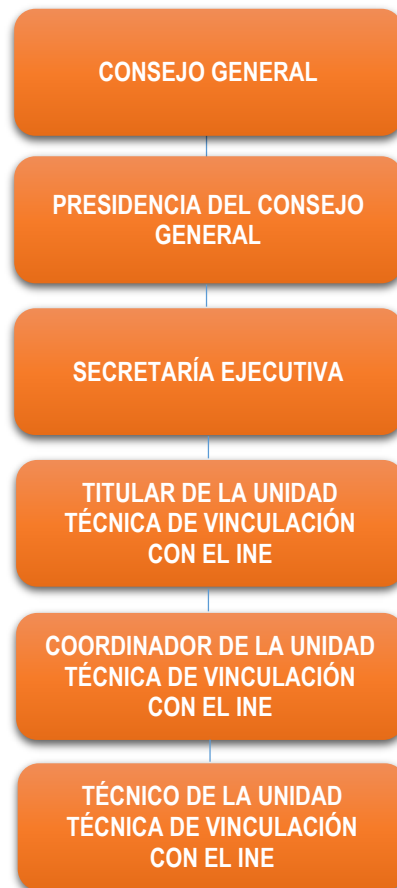 CONSEJO GENERAL
PRESIDENCIA DEL CONSEJO
GENERAL
SECRETARÍA EJECUTIVA
TITULAR DE LA UNIDAD
TÉCNICA DE VINCULACIÓN
CON EL INE
COORDINADOR DE LA UNIDAD
TÉCNICA DE VINCULACIÓN
CON EL INE
TÉCNICO DE LA UNIDAD
TÉCNICA DE VINCULACIÓN
CON EL INE